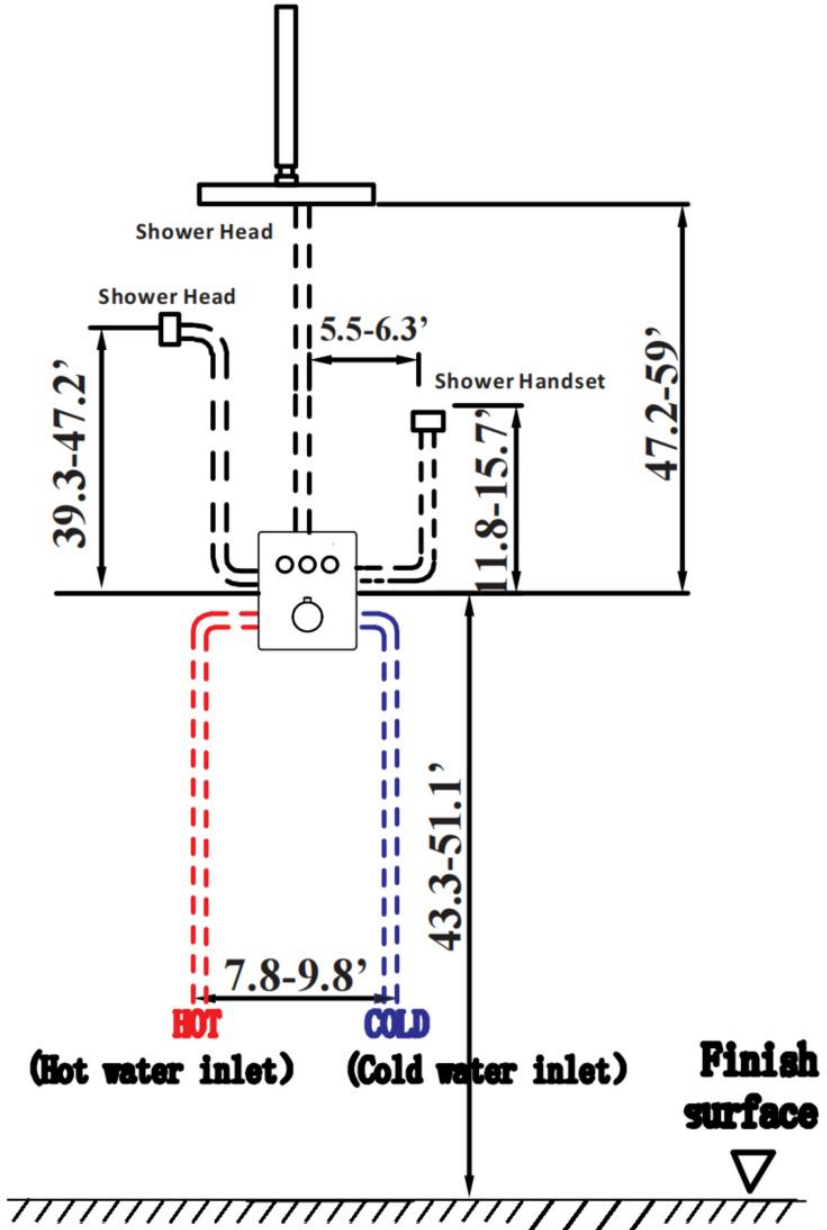 Shower Head
Shower Head
5.5-6.3’
Shower Handset
39.3-47.2’
11.8-15.7’
47.2-59’
43.3-51.1’
7.8-9.8’
HOT
COLD
(Hot water inlet)
(Cold water inlet)
Finish
surface